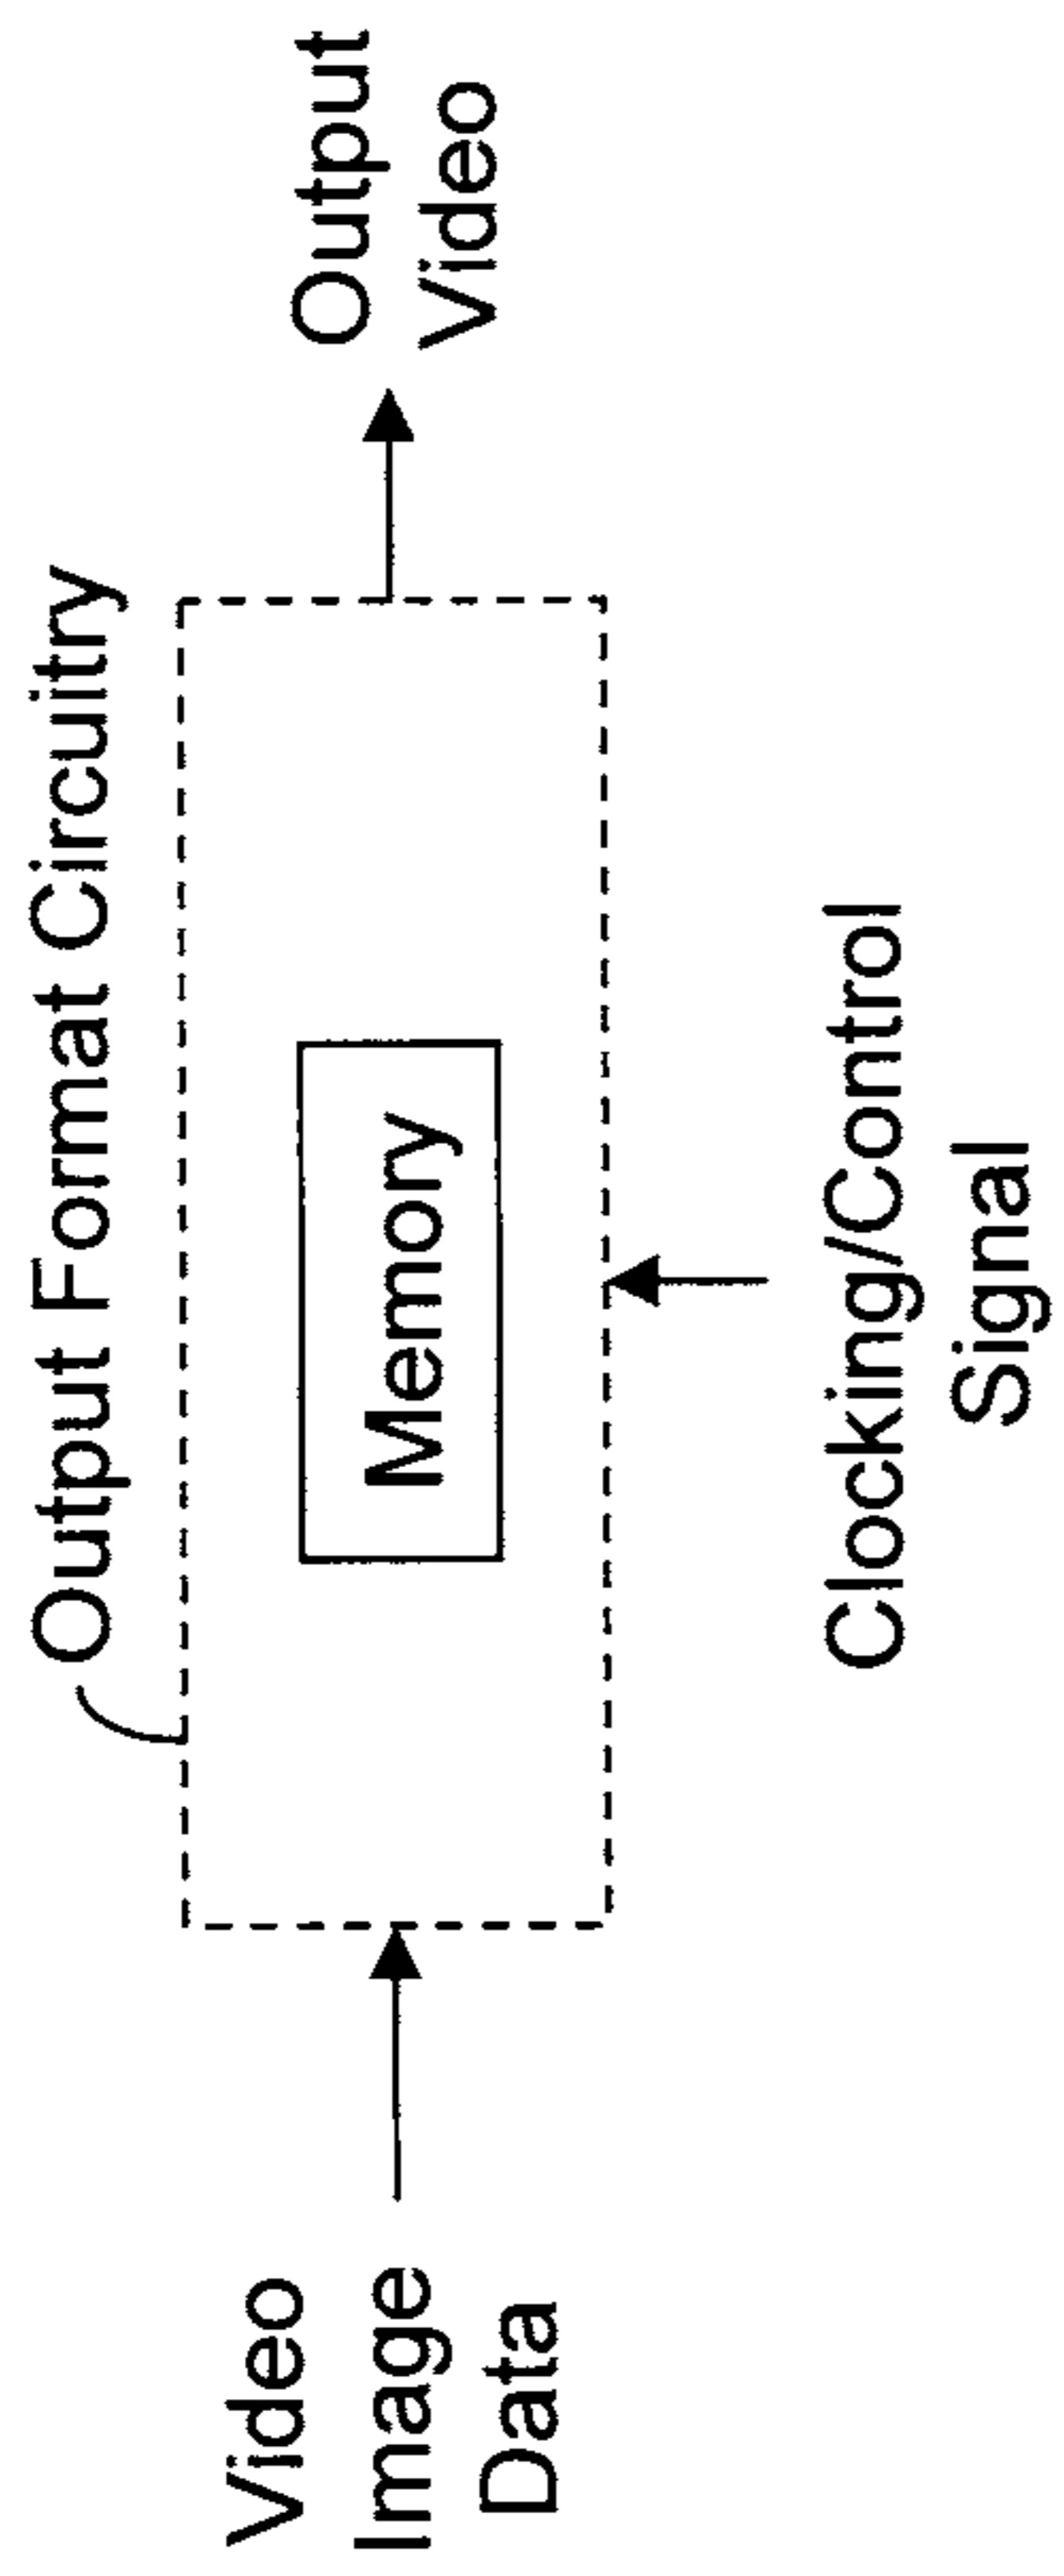 Output Format Circuitry
Video
Image
Data
Memory
Output
Video
Clocking/Control
Signal